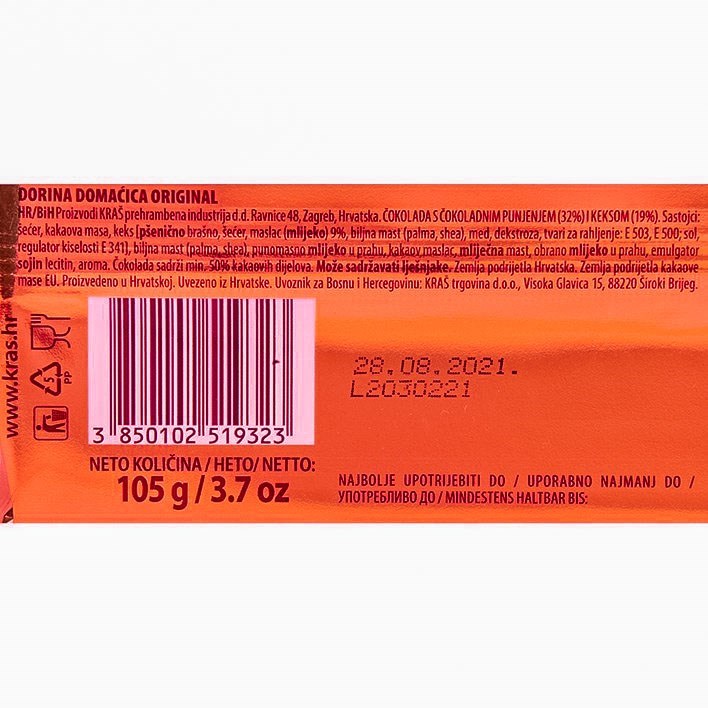 DORINA DOMAĆICA ORIGINAL
HR/BiH Proizvodi KRAŠ prehrambena industrija d.d. Ravnice 48, Zagreb, Hrvatska. ČOKOLADA S ČOKOLADNIM PUNJENJEM (32%) I KEKSOM (19%). Sastojci:
šećer, kakaova masa, keks [pšenično brašno, šećer, maslac (mlijeko) 9%, biljna mast (palma, shea), med, dekstroza, tvari za rahljenje: E 503, E 500; sol,
regulator kiselosti E 341], biljna mast (palma, shea), punomasno mlijeko u prahu, kakaov maslac, mliječna mast, obrano mlijeko u prahu, emulgator
sojin lecitin, aroma. Čokolada sadrži min. 50% kakaovih dijelova. Može sadržavati lješnjake. Zemlja podrijetla Hrvatska. Zemlja podrijetla kakaove
mase EU. Proizvedeno u Hrvatskoj. Uvezeno iz Hrvatske. Uvoznik za Bosnu i Hercegovinu: KRAŠ trgovina d.o.o., Visoka Glavica 15, 88220 Široki Brijeg.
www.kras.hr
5
PP
28.08.2021.
L2030221
3 850102 519323
NETO KOLIČINA / НЕТО/ NETTO:
105 g / 3.7 oz
NAJBOLJE UPOTRIJEBITI DO / UPORABNO NAJMANJ DO /
УПОТРЕБЛИВО ДО / MINDESTENS HALTBAR BIS: